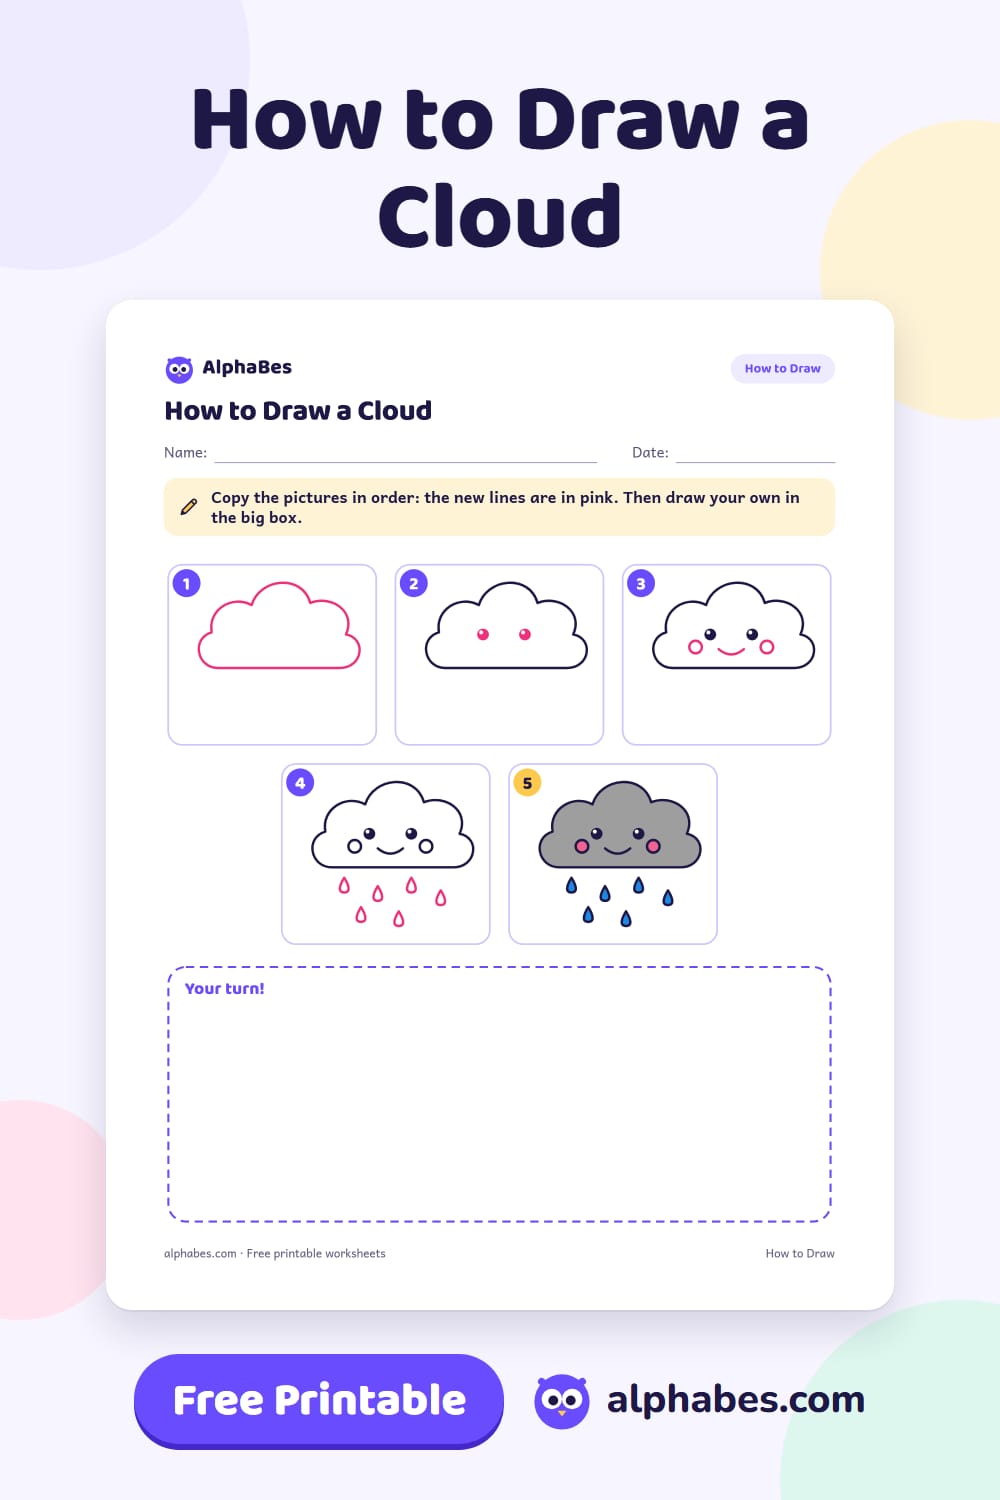 How to Draw a
Cloud
AlphaBes
How to Draw
How to Draw a Cloud
Name:
Date:
Copy the pictures in order: the new lines are in pink. Then draw your own in
the big box.
1
2
3
4
5
Your turn!
alphabes.com · Free printable worksheets
How to Draw
Free Printable
alphabes.com